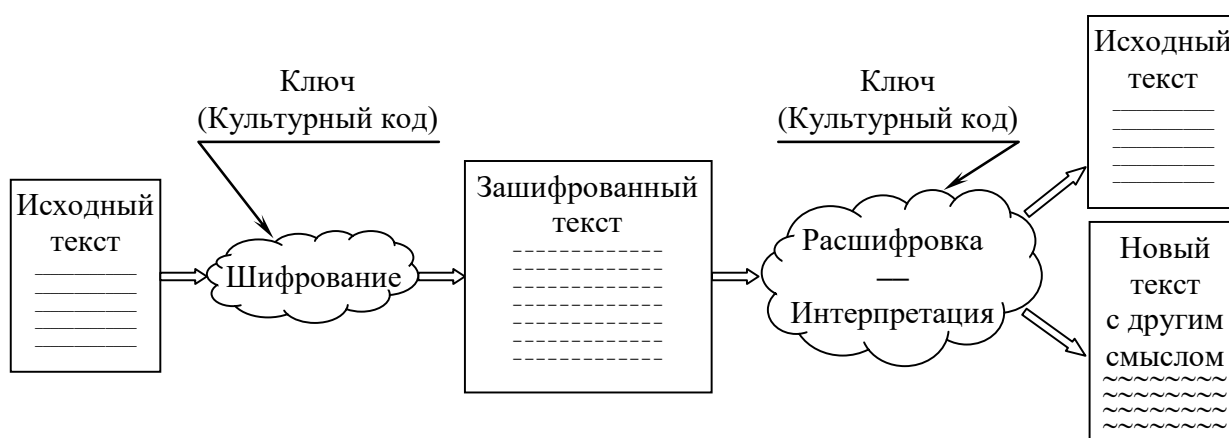 Ключ
(Культурный код)
Исходный
текст
Шифрование
Зашифрованный
текст
Ключ
(Культурный код)
Расшифровка
—
Интерпретация
Исходный
текст
Новый
текст
с другим
смыслом